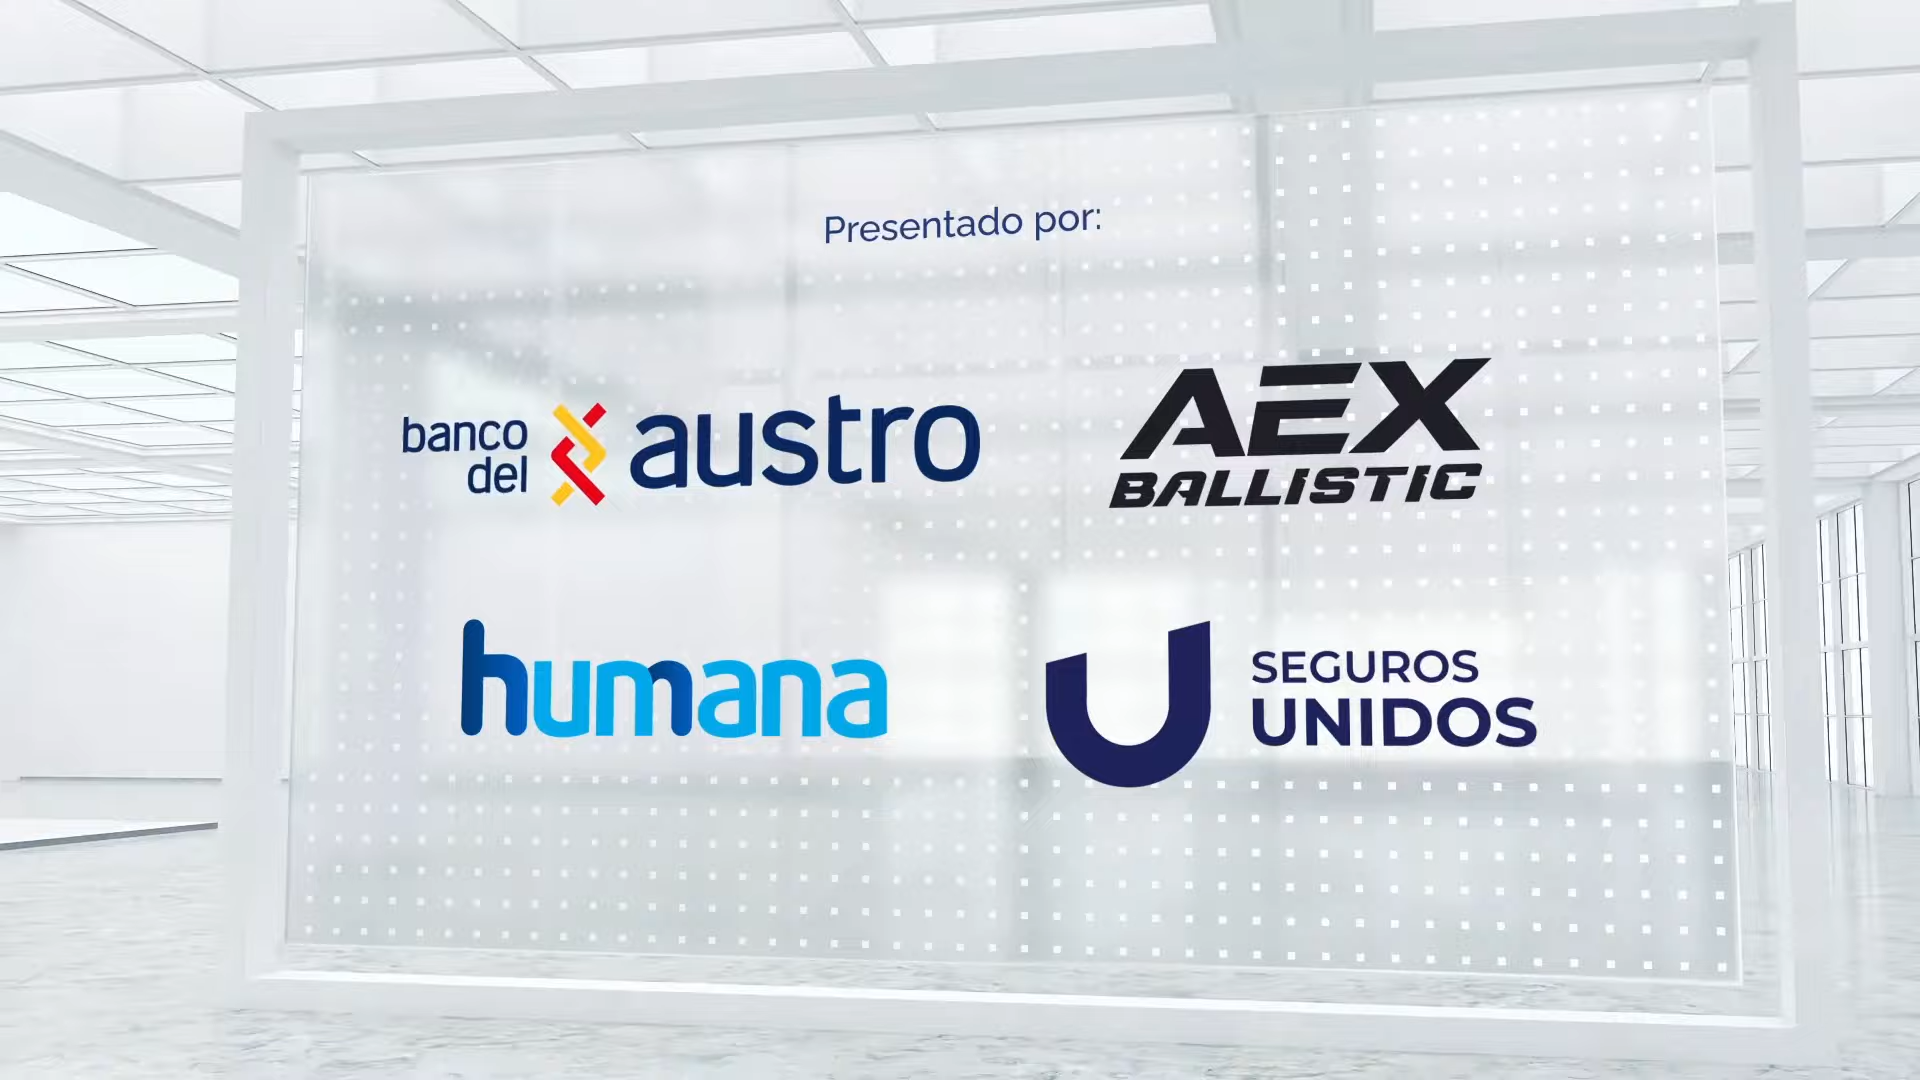 Presentado por:
banco
del
austro
AEX
BALLISTIC
humana
SEGUROS
UNIDOS